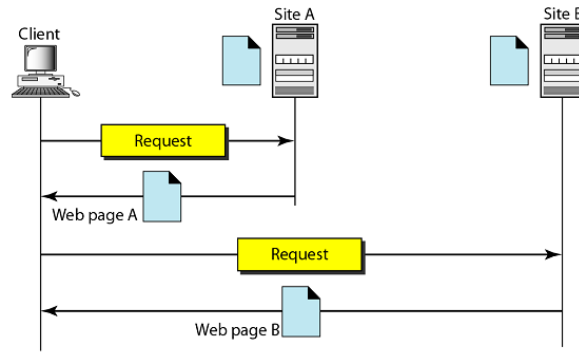 Site A
Site B
Client
Request
Web page A
Request
Web page B